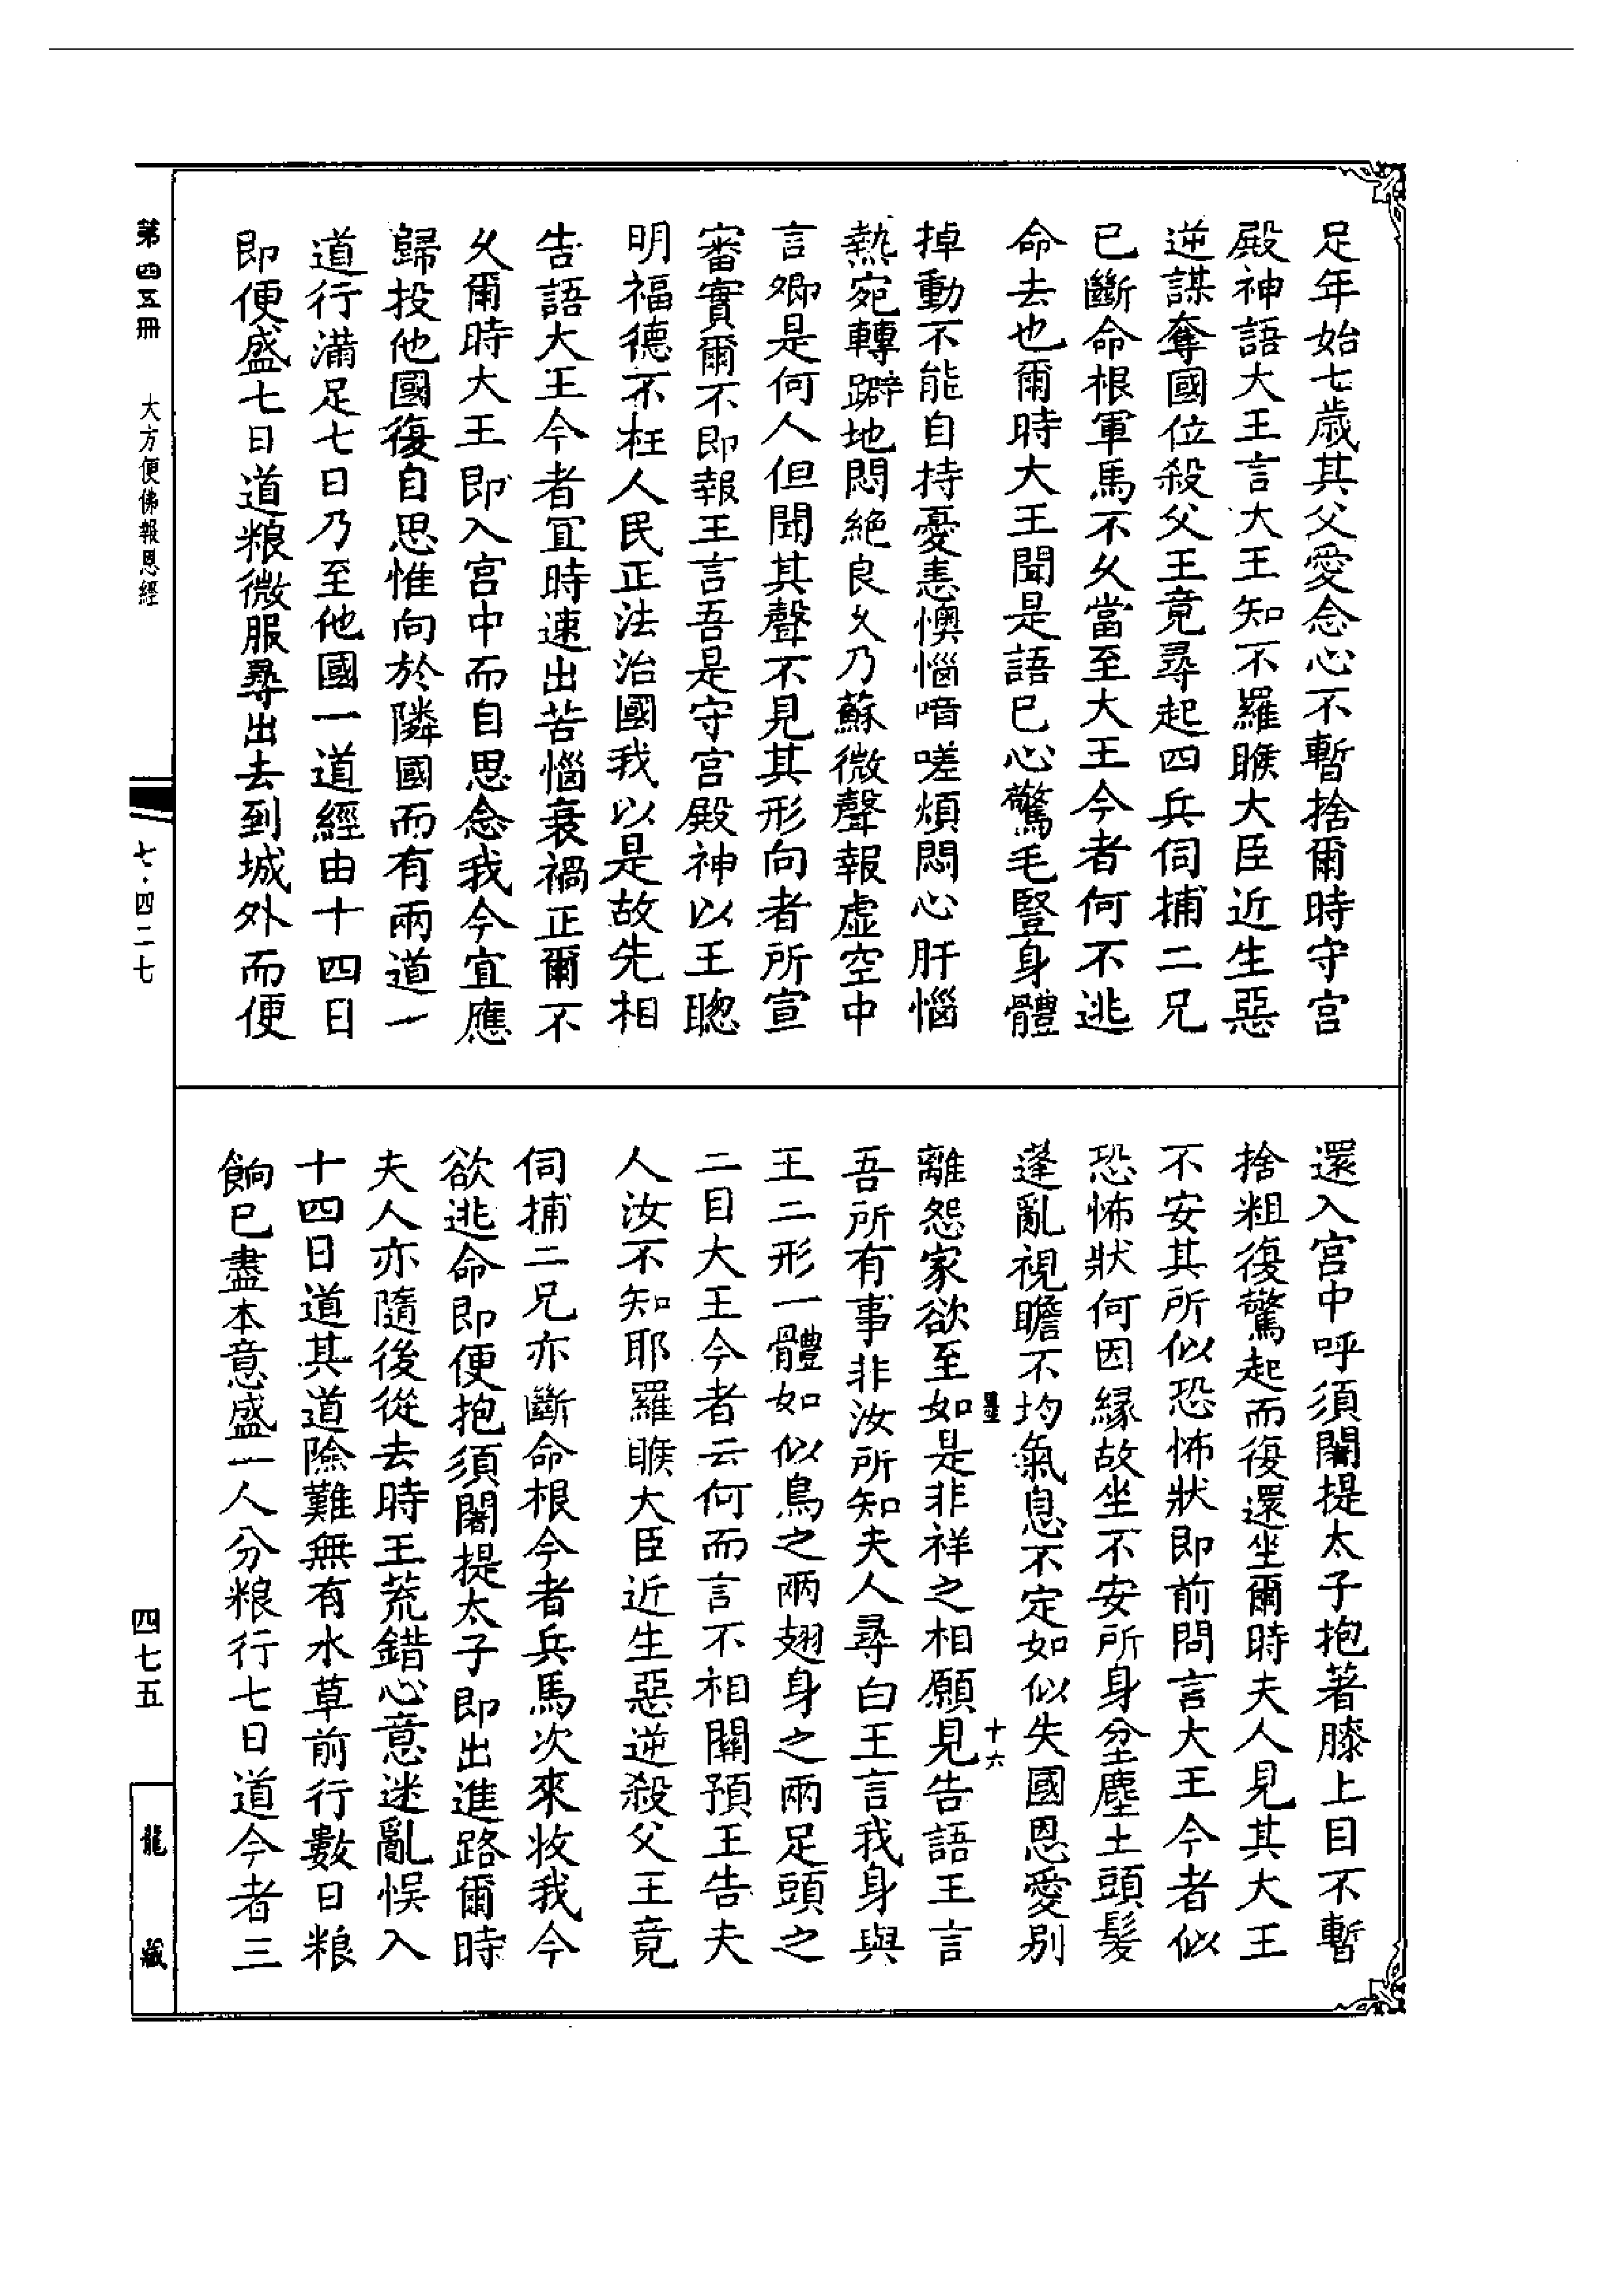 足年始七歲其父愛念心不暫捨爾時守宮
殿神語大王言大王知不羅睺大臣近生惡
逆謀奪國位殺父王竟尋起四兵伺捕二兄
已斷命根軍馬不久當至大王今者何不逃
命去也爾時大王聞是語已心驚毛豎身體
掉動不能自持憂恚懊惱喑嗟煩悶心肝惱
熱宛轉躃地悶絕良久乃蘇微聲報虛空中
言卿是何人但聞其聲不見其形向者所宣
審實爾不即報王言吾是守宮殿神以王聰
明福德不枉人民正法治國我以是故先相
告語大王今者宜時速出苦惱衰禍正爾不
久爾時大王即入宮中而自思念我今宜應
歸投他國復自思惟向於隣國而有兩道一
道行滿足七日乃至他國一道經由十四日
即便盛七日道粮微服尋出去到城外而便
還入宮中呼須闍提太子抱著膝上目不暫
捨粗復驚起而復還坐爾時夫人見其大王
不安其所似恐怖狀即前問言大王今者似
恐怖狀何因緣故坐不安所身坌塵土頭髮
蓬亂視瞻不均氣息不定如似失國恩愛別
離怨家欲至如是非祥之相願見告語王言
吾所有事非汝所知夫人尋白王言我身與
王二形一體如似鳥之兩翅身之兩足頭之
二目大王今者云何而言不相關預王告夫
人汝不知耶羅睺大臣近生惡逆殺父王竟
伺捕二兄亦斷命根今者兵馬次來收我今
欲逃命即便抱須闍提太子即出進路爾時
夫人亦隨後從去時王荒錯心意迷亂悞入
十四日道其道險難無有水草前行數日粮
餉已盡本意盛一人分粮行七日道今者三
十六
第四五冊
大方便佛報恩經
七·四二七
四七五
龍藏